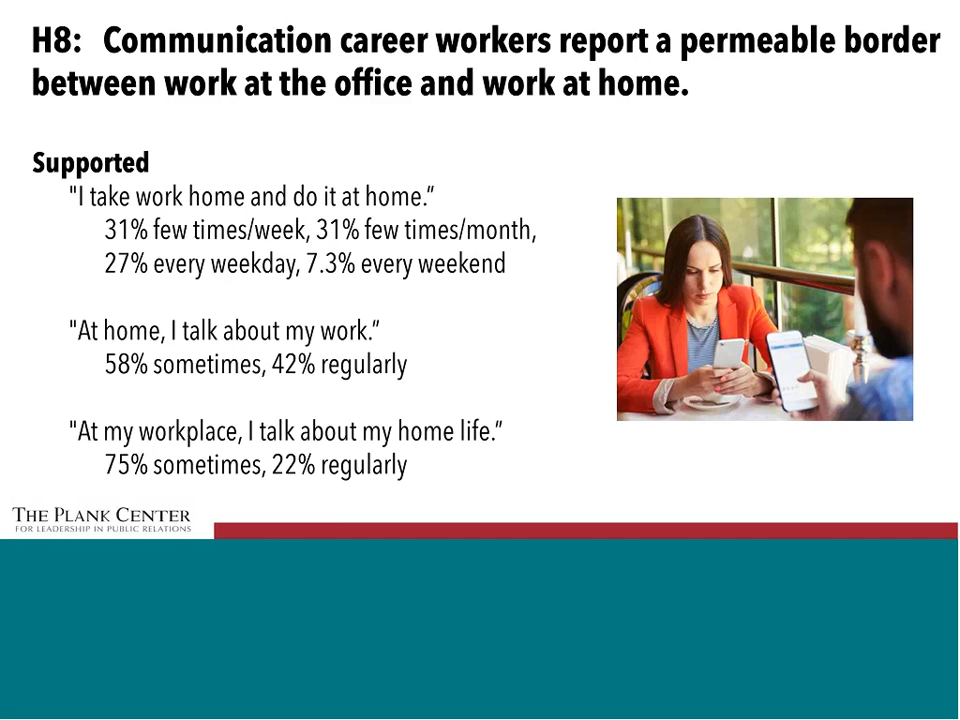 H8: Communication career workers report a permeable border
between work at the office and work at home.
Supported
"I take work home and do it at home.”
31% few times/week, 31% few times/month,
27% every weekday, 7.3% every weekend
"At home, I talk about my work.”
58% sometimes, 42% regularly
"At my workplace, I talk about my home life.”
75% sometimes, 22% regularly
THE PLANK CENTER
FOR LEADERSHIP IN PUBLIC RELATIONS